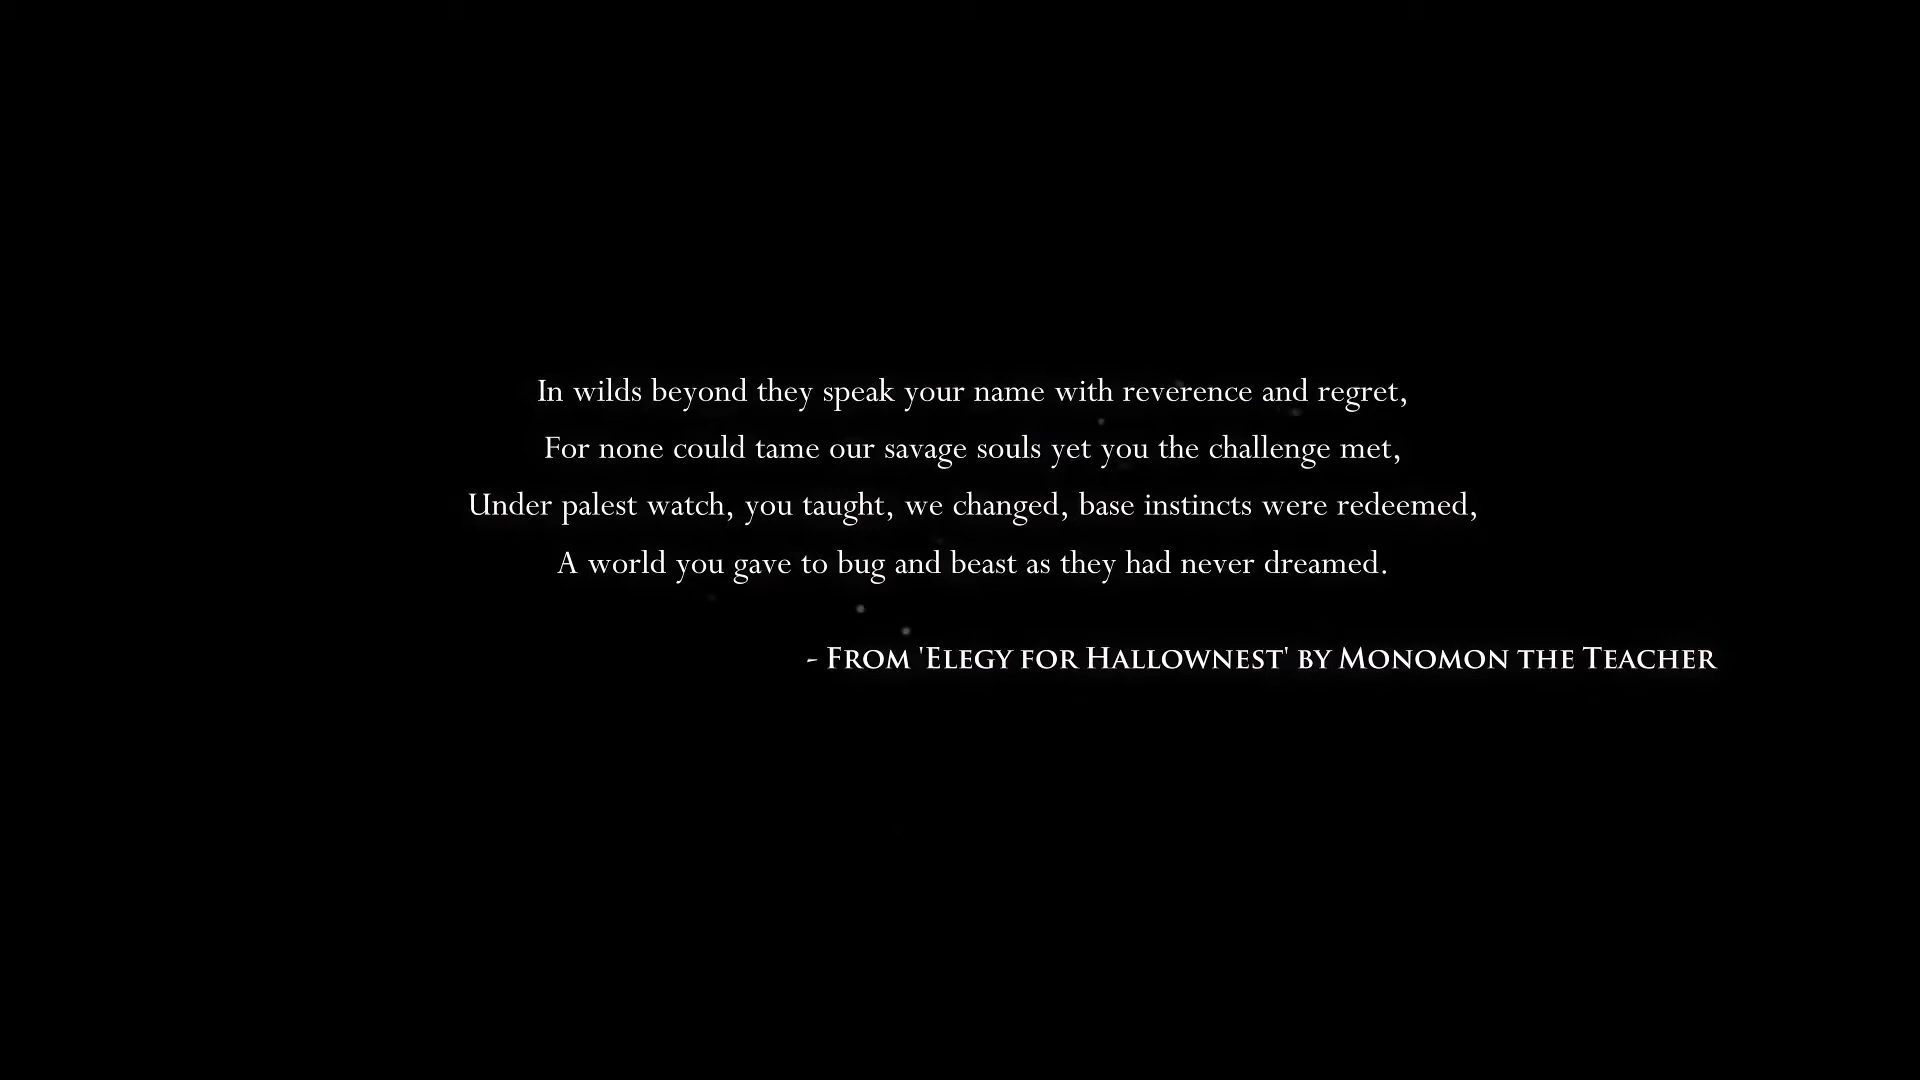 In wilds beyond they speak your name with reverence and regret,
For none could tame our savage souls yet you the challenge met,
Under palest watch, you taught, we changed, base instincts were redeemed,
A world you gave to bug and beast as they had never dreamed.
- From 'Elegy for Hallownest' by Monomon the Teacher